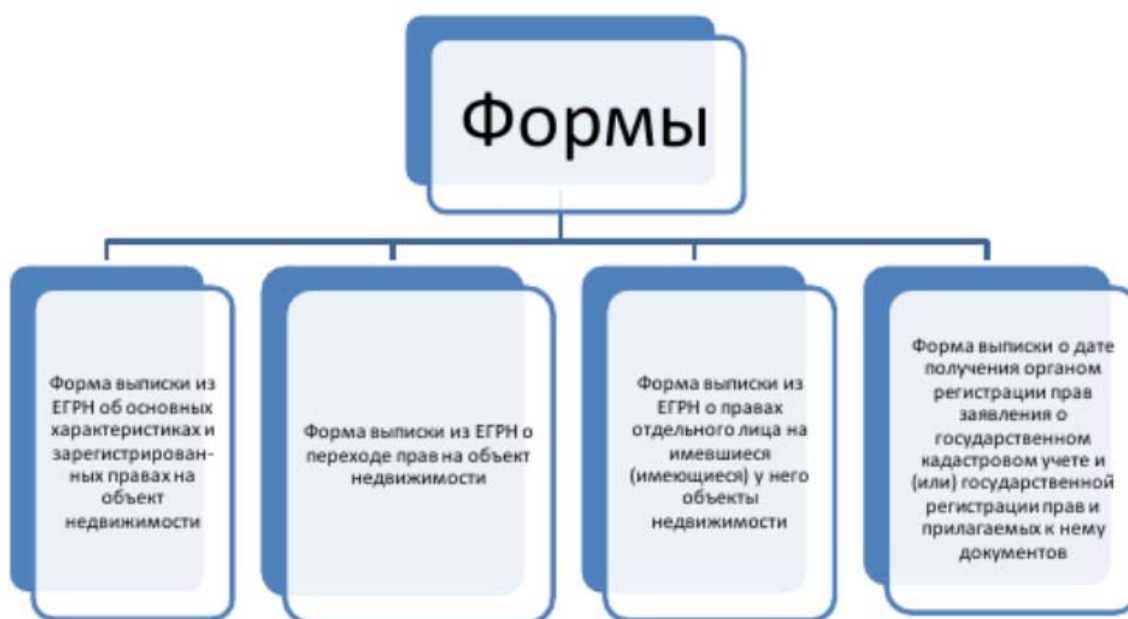 Формы
Форма выписки из
ЕГРН об основных
характеристиках и
зарегистрирован-
ных правах на
объект
недвижимости
Форма выписки из ЕГРН о
переходе прав на объект
недвижимости
Форма выписки из
ЕГРН о правах
отдельного лица на
имевшиеся
(имеющиеся) у него
объекты
недвижимости
Форма выписки о дате
получения органом
регистрации прав
заявления о
государственном
кадастровом учете и
(или) государственной
регистрации прав и
прилагаемых к нему
документов